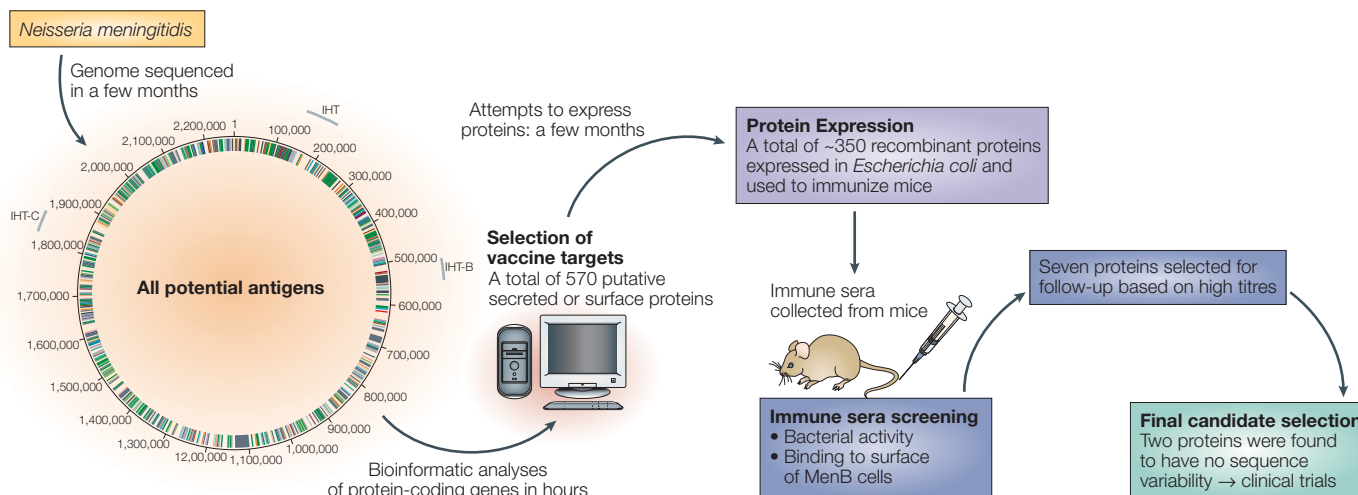 Neisseria meningitidis
Genome sequenced
in a few months
IHT
2,200,000
1
100,000
200,000
300,000
400,000
500,000
IHT-B
600,000
700,000
800,000
900,000
1,000,000
1,100,000
12,00,000
1,300,000
1,400,000
1,500,000
1,600,000
1,700,000
1,800,000
1,900,000
IHT-C
2,000,000
2,100,000
All potential antigens
Bioinformatic analyses
of protein-coding genes in hours
Selection of
vaccine targets
A total of 570 putative
secreted or surface proteins
Attempts to express
proteins: a few months
Protein Expression
A total of ~350 recombinant proteins
expressed in Escherichia coli and
used to immunize mice
Immune sera
collected from mice
Immune sera screening
• Bacterial activity
• Binding to surface
of MenB cells
Seven proteins selected for
follow-up based on high titres
Final candidate selection
Two proteins were found
to have no sequence
variability → clinical trials